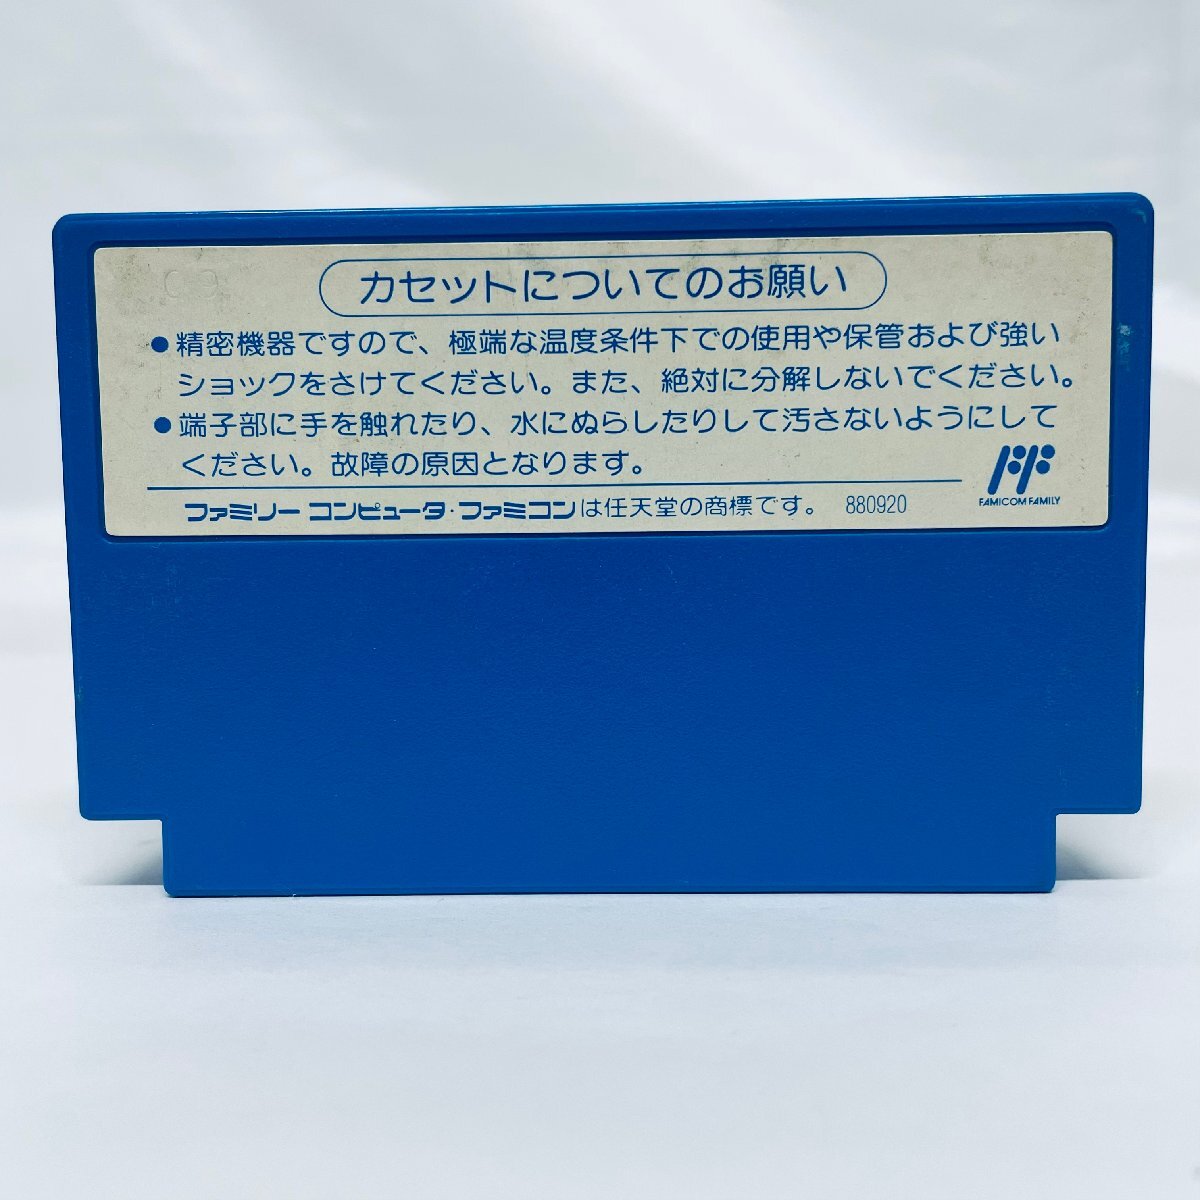 カセットについてのお願い
●精密機器ですので、極端な温度条件下での使用や保管および強い
ショックをさけてください。また、絶対に分解しないでください。
●端子部に手を触れたり、水にぬらしたりして汚さないようにして
ください。故障の原因となります。
ファミリー コンピュータ・ファミコンは任天堂の商標です。 880920
FF
FAMICOM FAMILY